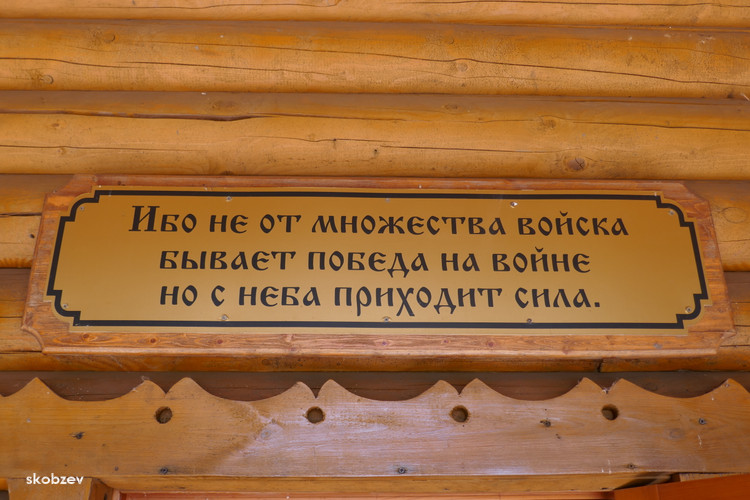 Ибо не от множества войска
бывает победа на войне
но с неба приходит сила.
skobzev